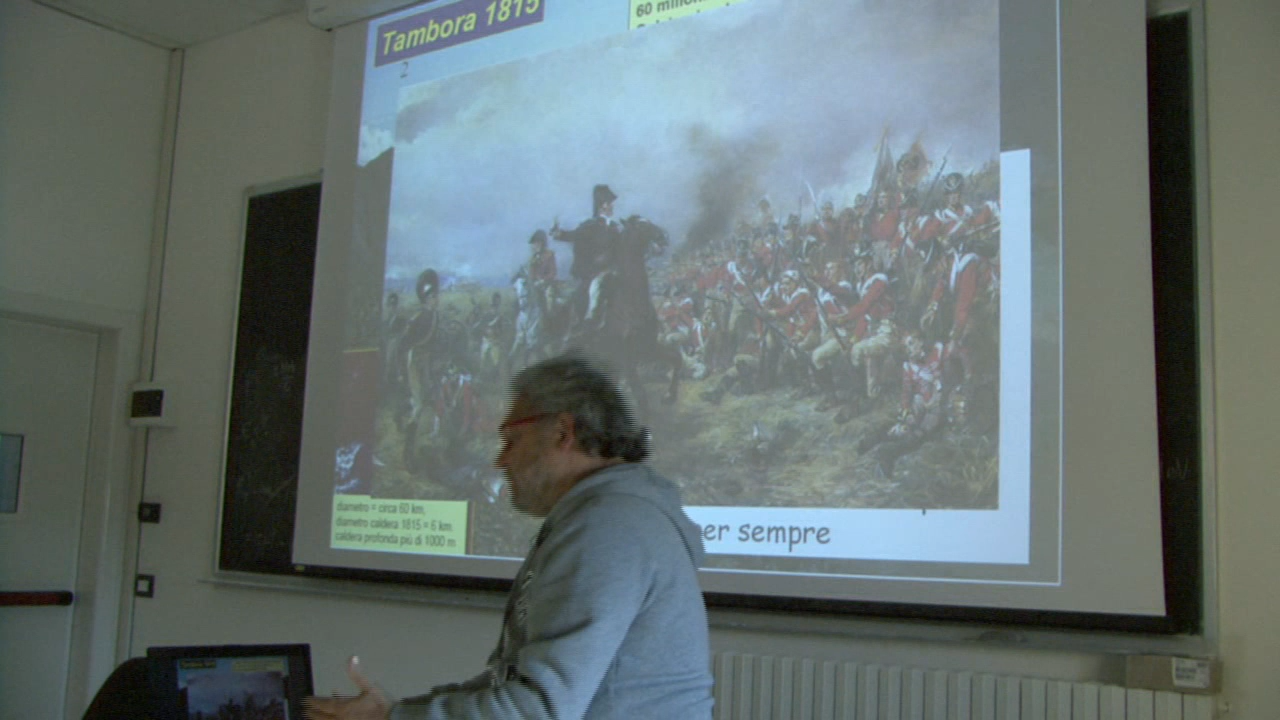 Tambora 1815
60 milioni
2
diametro = circa 60 km,
diametro caldera 1815 = 6 km,
caldera profonda più di 1000 m
er sempre